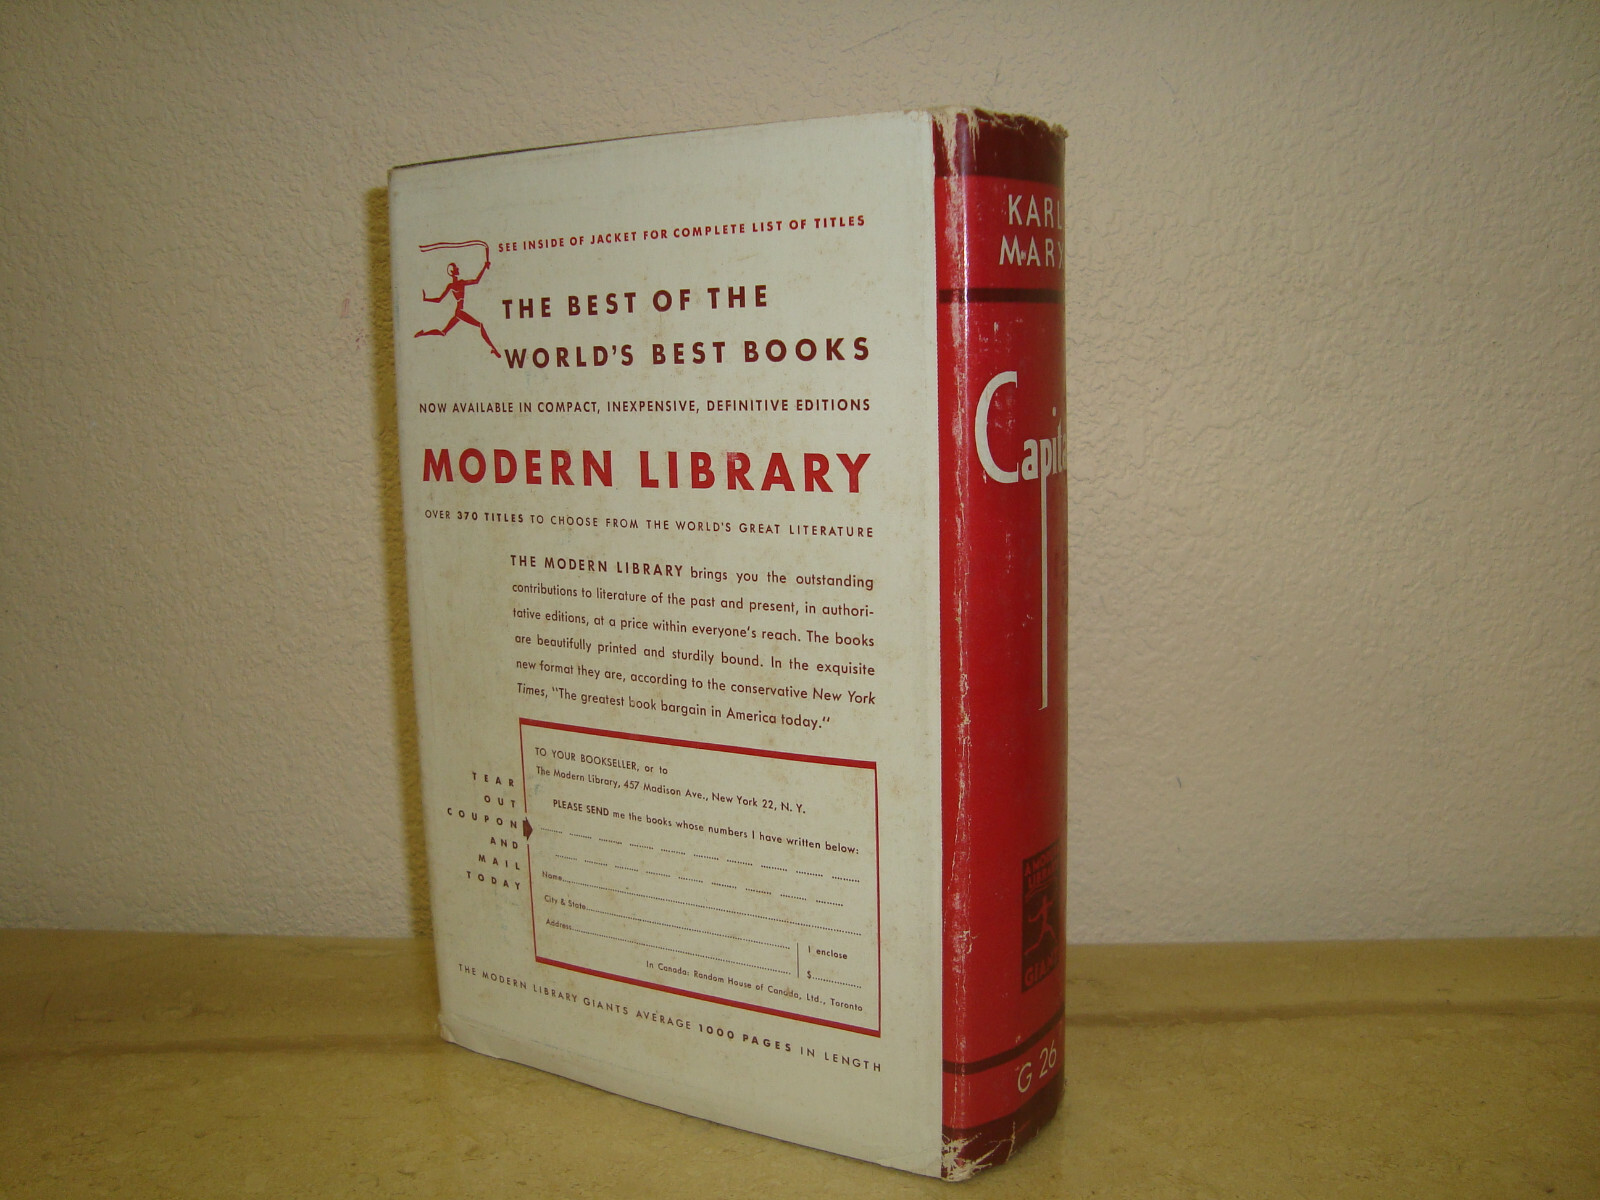 SEE INSIDE OF JACKET FOR COMPLETE LIST OF TITLES
THE BEST OF THE
WORLD'S BEST BOOKS
NOW AVAILABLE IN COMPACT, INEXPENSIVE, DEFINITIVE EDITIONS
MODERN LIBRARY
OVER 370 TITLES TO CHOOSE FROM THE WORLD'S GREAT LITERATURE
THE MODERN LIBRARY brings you the outstanding
contributions to literature of the past and present, in authori-
tative editions, at a price within everyone's reach. The books
are beautifully printed and sturdily bound. In the exquisite
new format they are, according to the conservative New York
Times, "The greatest book bargain in America today."
TEAR
OUT
COUPON
AND
MAIL
TODAY
TO YOUR BOOKSELLER, or to
The Modern Library, 457 Madison Ave., New York 22, N. Y.
PLEASE SEND me the books whose numbers I have written below:
Name
City & State
Address
I enclose
$
In Canada: Random House of Canada, Ltd., Toronto
THE MODERN LIBRARY GIANTS AVERAGE 1000 PAGES IN LENGTH
KARL
MARX
Capita
A MODERN
LIBRARY
GIANT
G 26